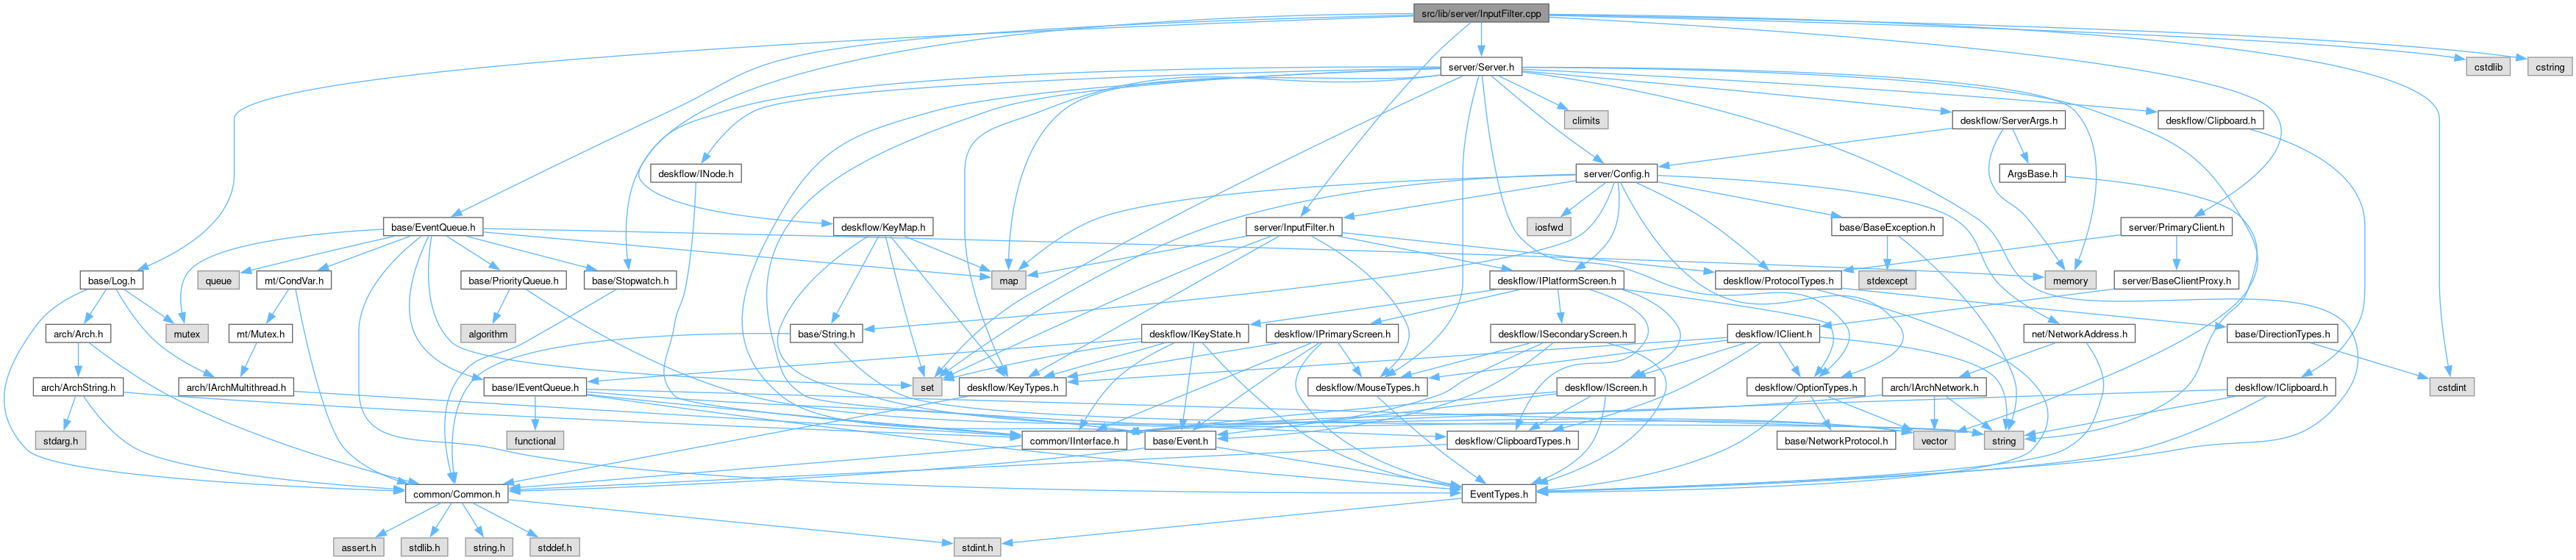 src/lib/server/InputFilter.cpp
server/Server.h
cstdlib
cstring
climits
deskflow/ServerArgs.h
deskflow/Clipboard.h
deskflow/INode.h
server/Config.h
ArgsBase.h
base/EventQueue.h
deskflow/KeyMap.h
server/InputFilter.h
iosfwd
base/BaseException.h
server/PrimaryClient.h
base/Log.h
queue
mt/CondVar.h
base/PriorityQueue.h
base/Stopwatch.h
map
deskflow/IPlatformScreen.h
deskflow/ProtocolTypes.h
stdexcept
memory
server/BaseClientProxy.h
arch/Arch.h
mutex
mt/Mutex.h
algorithm
base/String.h
deskflow/IKeyState.h
deskflow/IPrimaryScreen.h
deskflow/ISecondaryScreen.h
deskflow/IClient.h
net/NetworkAddress.h
base/DirectionTypes.h
arch/ArchString.h
arch/IArchMultithread.h
base/IEventQueue.h
set
deskflow/KeyTypes.h
deskflow/MouseTypes.h
deskflow/IScreen.h
deskflow/OptionTypes.h
arch/IArchNetwork.h
deskflow/IClipboard.h
cstdint
stdarg.h
functional
common/IInterface.h
base/Event.h
deskflow/ClipboardTypes.h
base/NetworkProtocol.h
vector
string
common/Common.h
EventTypes.h
assert.h
stdlib.h
string.h
stddef.h
stdint.h